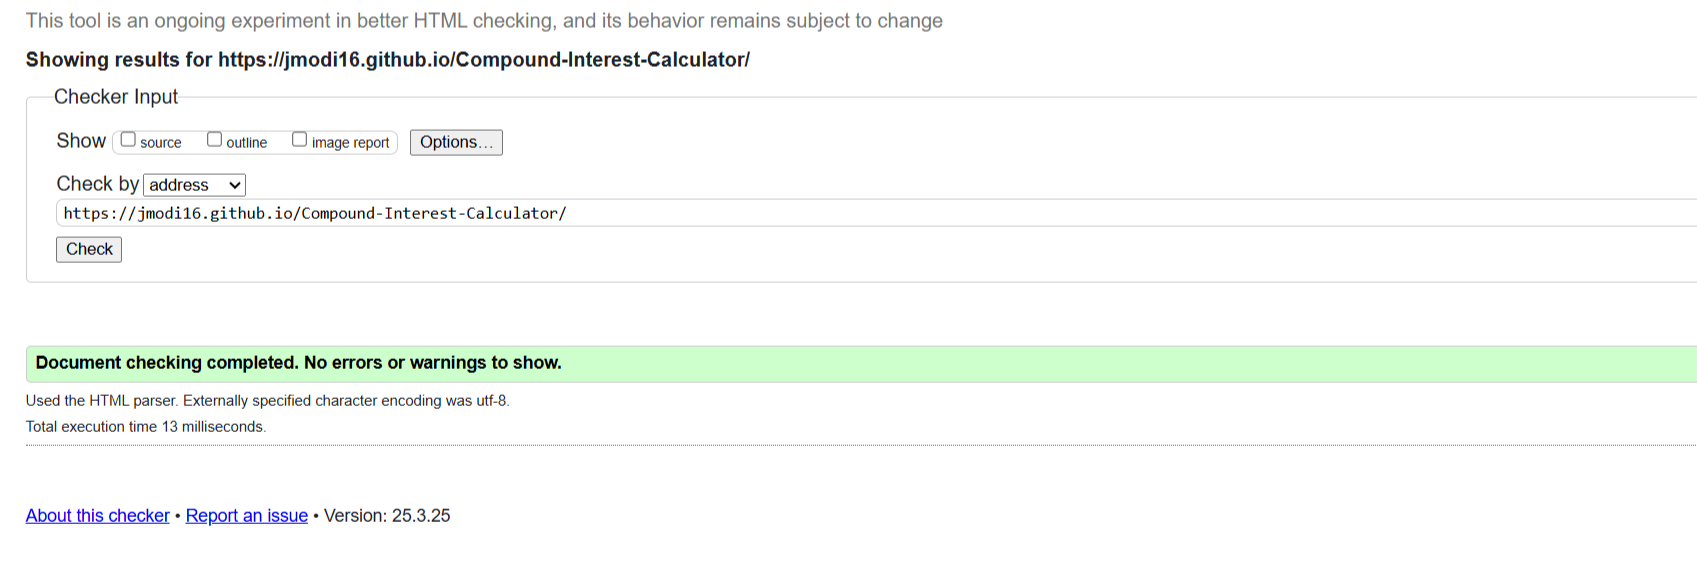 This tool is an ongoing experiment in better HTML checking, and its behavior remains subject to change
Showing results for https://jmodi16.github.io/Compound-Interest-Calculator/
Checker Input
Show source outline image report Options...
Check by address
https://jmodi16.github.io/Compound-Interest-Calculator/
Check
Document checking completed. No errors or warnings to show.
Used the HTML parser. Externally specified character encoding was utf-8.
Total execution time 13 milliseconds.
About this checker • Report an issue • Version: 25.3.25